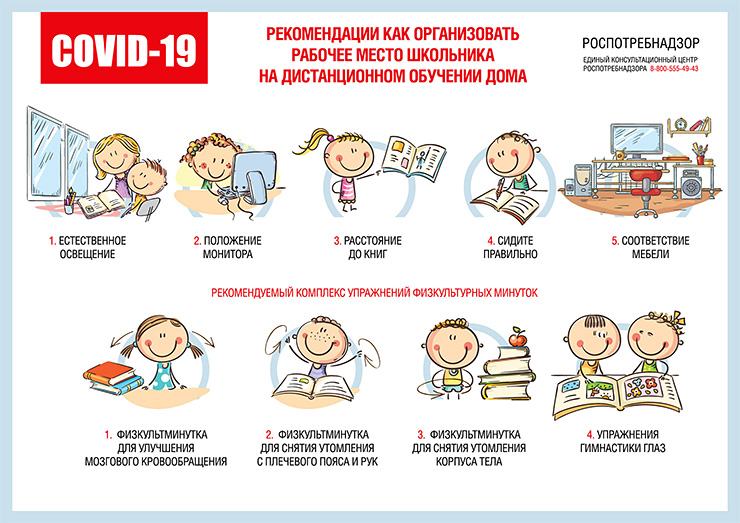 COVID-19
РЕКОМЕНДАЦИИ КАК ОРГАНИЗОВАТЬ
РАБОЧЕЕ МЕСТО ШКОЛЬНИКА
НА ДИСТАНЦИОННОМ ОБУЧЕНИИ ДОМА
РОСПОТРЕБНАДЗОР
ЕДИНЫЙ КОНСУЛЬТАЦИОННЫЙ ЦЕНТР
РОСПОТРЕБНАДЗОРА 8-800-555-49-43
1. ЕСТЕСТВЕННОЕ
ОСВЕЩЕНИЕ
2. ПОЛОЖЕНИЕ
МОНИТОРА
3. РАССТОЯНИЕ
ДО КНИГ
4. СИДИТЕ
ПРАВИЛЬНО
5. СООТВЕТСТВИЕ
МЕБЕЛИ
РЕКОМЕНДУЕМЫЙ КОМПЛЕКС УПРАЖНЕНИЙ ФИЗКУЛЬТУРНЫХ МИНУТОК
1. ФИЗКУЛЬТМИНУТКА
ДЛЯ УЛУЧШЕНИЯ
МОЗГОВОГО КРОВООБРАЩЕНИЯ
2. ФИЗКУЛЬТМИНУТКА
ДЛЯ СНЯТИЯ УТОМЛЕНИЯ
С ПЛЕЧЕВОГО ПОЯСА И РУК
3. ФИЗКУЛЬТМИНУТКА
ДЛЯ СНЯТИЯ УТОМЛЕНИЯ
КОРПУСА ТЕЛА
4. УПРАЖНЕНИЯ
ГИМНАСТИКИ ГЛАЗ